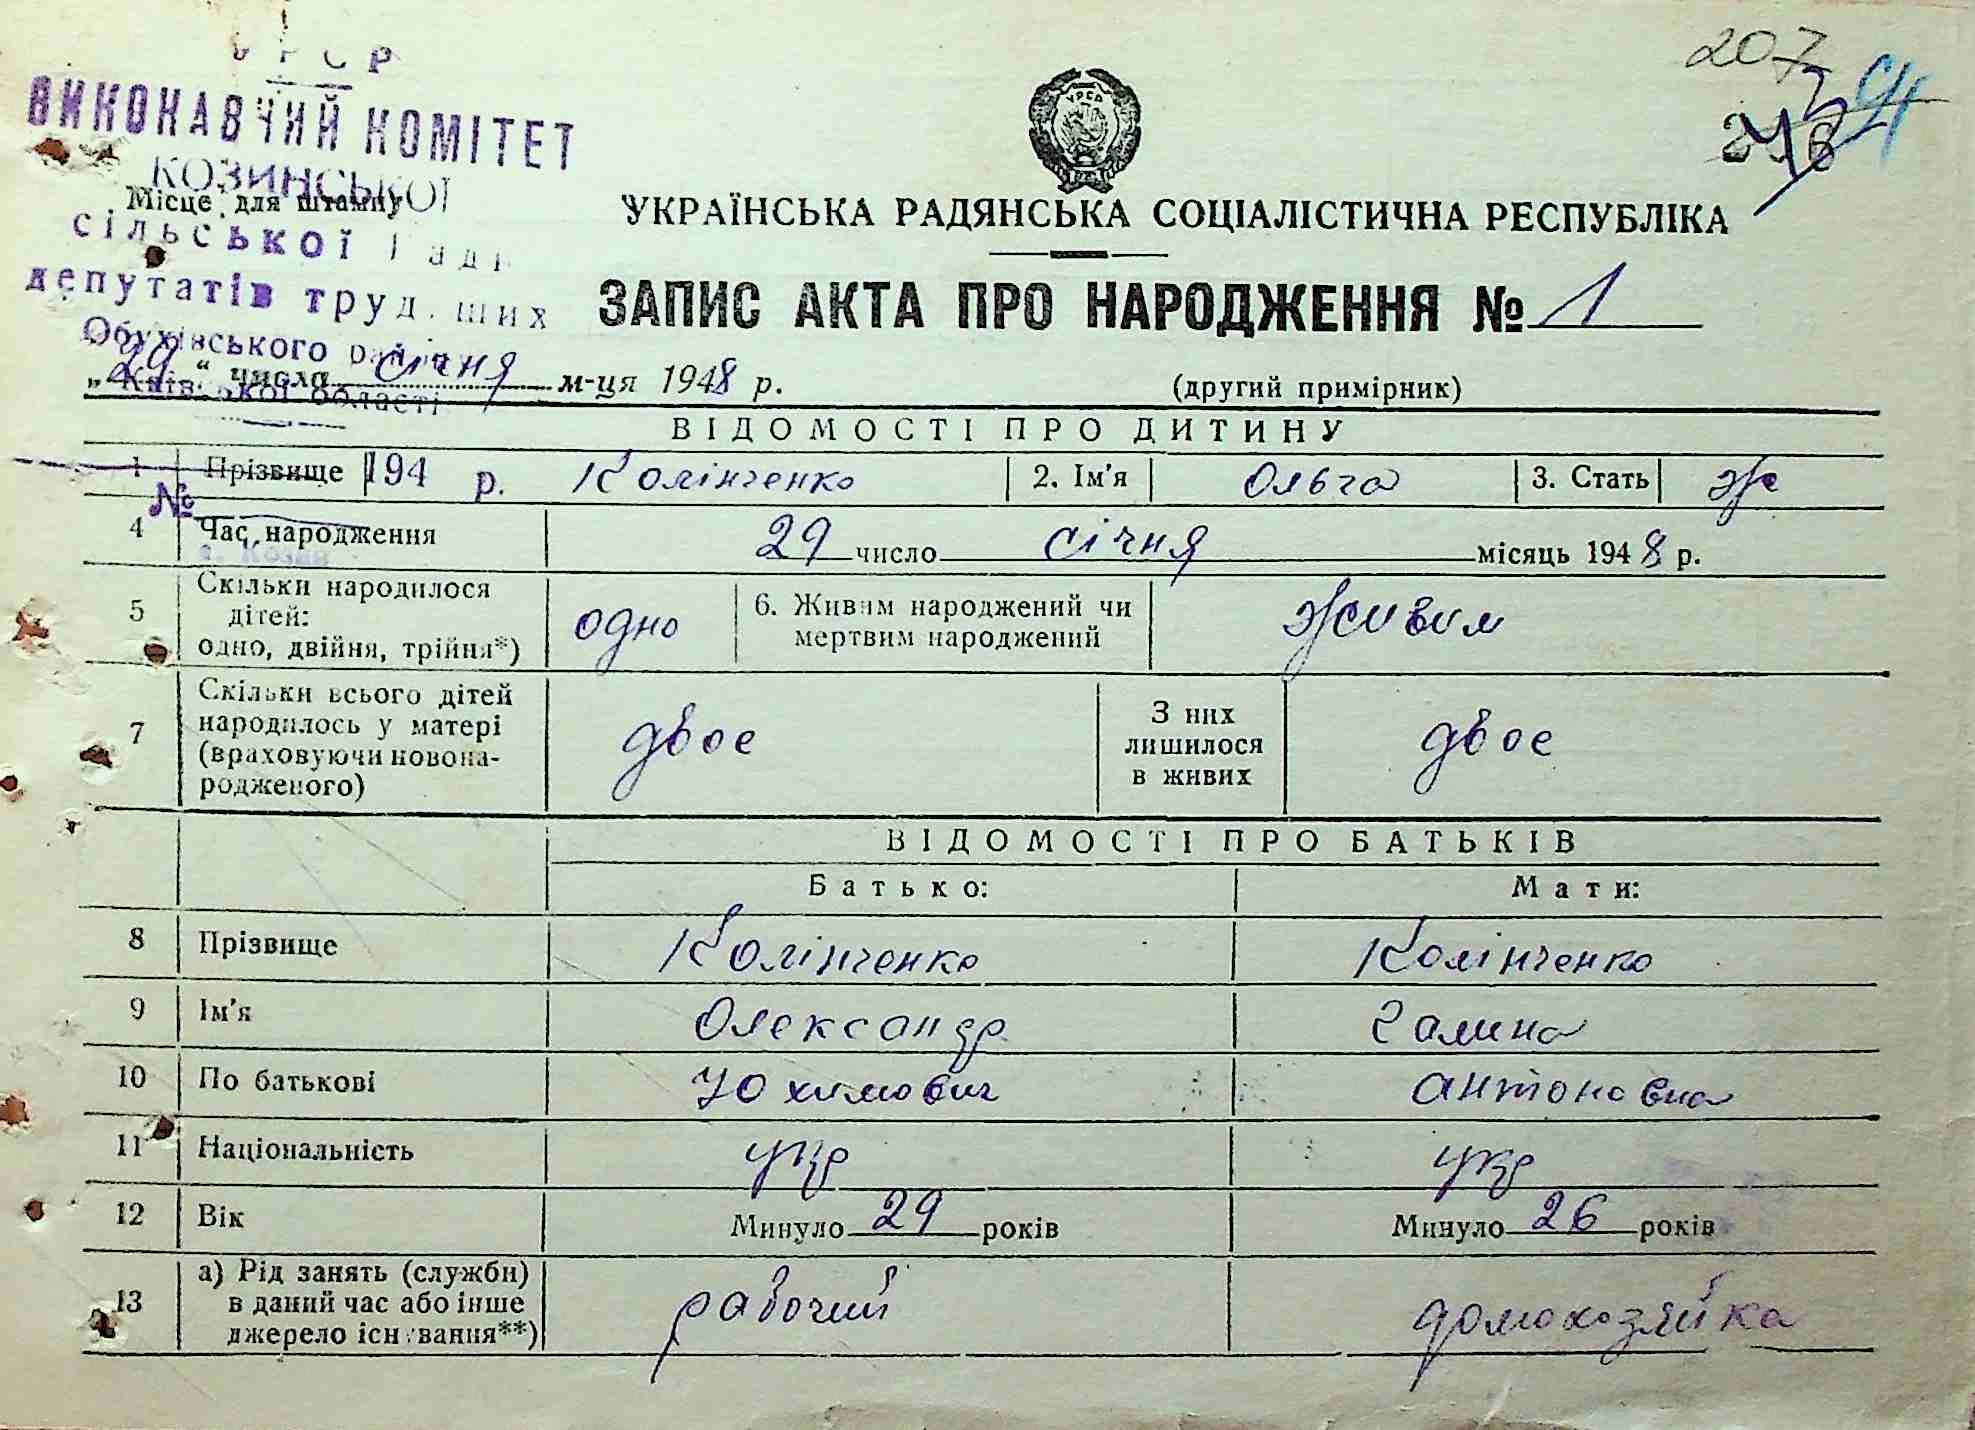 УРСР
ВИКОНАВЧИЙ КОМІТЕТ
КОЗИНСЬКОЇ
Місце для штампу
сільської Ради
депутатів трудящих
Обухівського району
Київської області
194 р.
№
с. Козин
207
УРСР
УКРАЇНСЬКА РАДЯНСЬКА СОЦІАЛІСТИЧНА РЕСПУБЛІКА
ЗАПИС АКТА ПРО НАРОДЖЕННЯ № 1
„29“ числа січня м-ця 1948 р. (другий примірник)
ВІДОМОСТІ ПРО ДИТИНУ
1 Прізвище Колінченко 2. Ім'я Ольга 3. Стать ж
4 Час народження 29 число січня місяць 1948 р.
5 Скільки народилося дітей: одно, двійня, трійня*) одно 6. Живим народжений чи мертвим народжений живим
7 Скільки всього дітей народилось у матері (враховуючи новонародженого) двоє З них лишилося в живих двоє
ВІДОМОСТІ ПРО БАТЬКІВ
Батько: Мати:
8 Прізвище Колінченко Колінченко
9 Ім'я Олександр Галина
10 По батькові Юхимович Антоновна
11 Національність укр укр
12 Вік Минуло 29 років Минуло 26 років
13 а) Рід занять (служби) в даний час або інше джерело існування**) рабочий домохозяйка